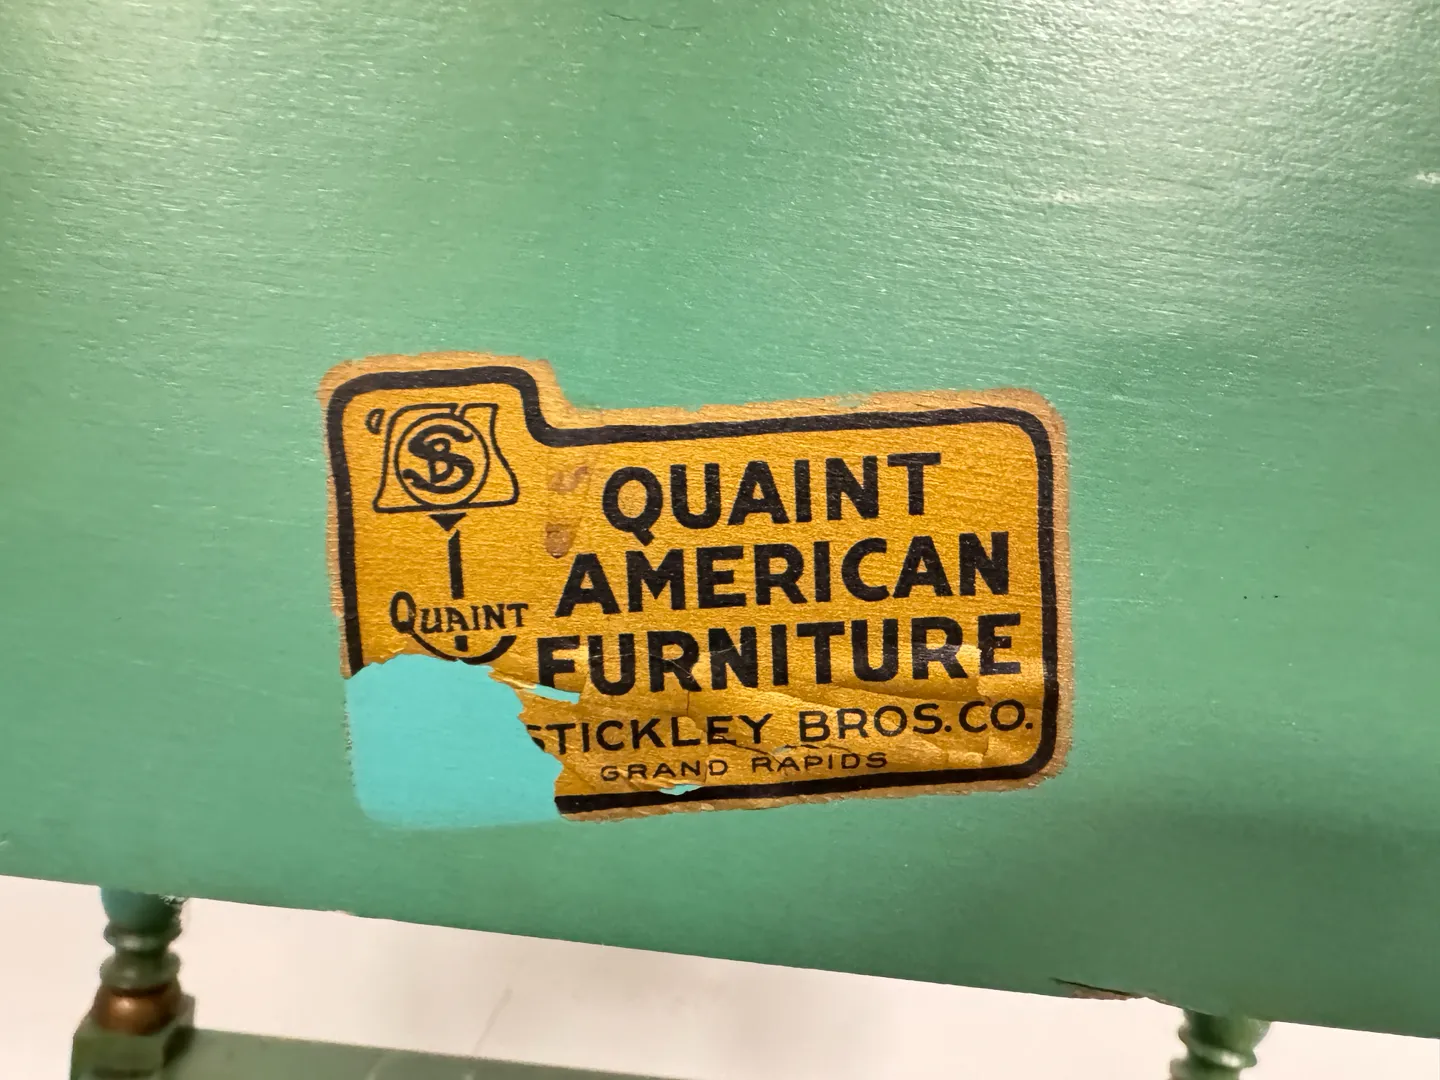 SB
QUAINT
QUAINT
AMERICAN
FURNITURE
STICKLEY BROS. CO.
GRAND RAPIDS